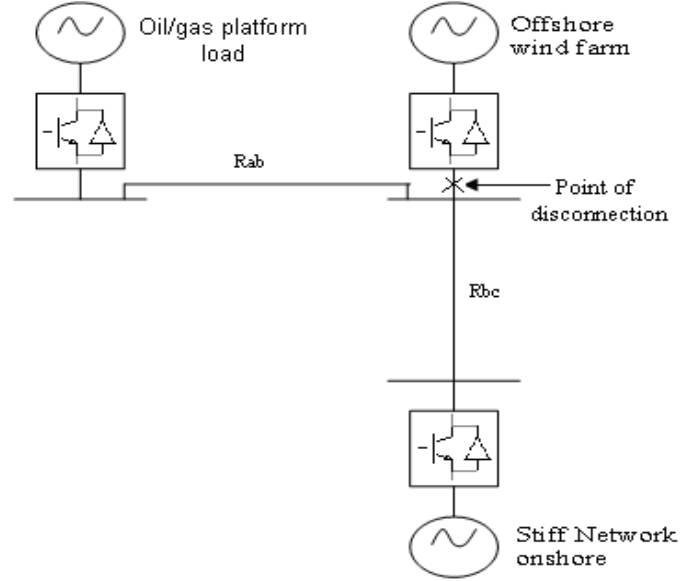 Oil/gas platform
load
Offshore
wind farm
Rab
Point of
disconnection
Rbc
Stiff Network
onshore